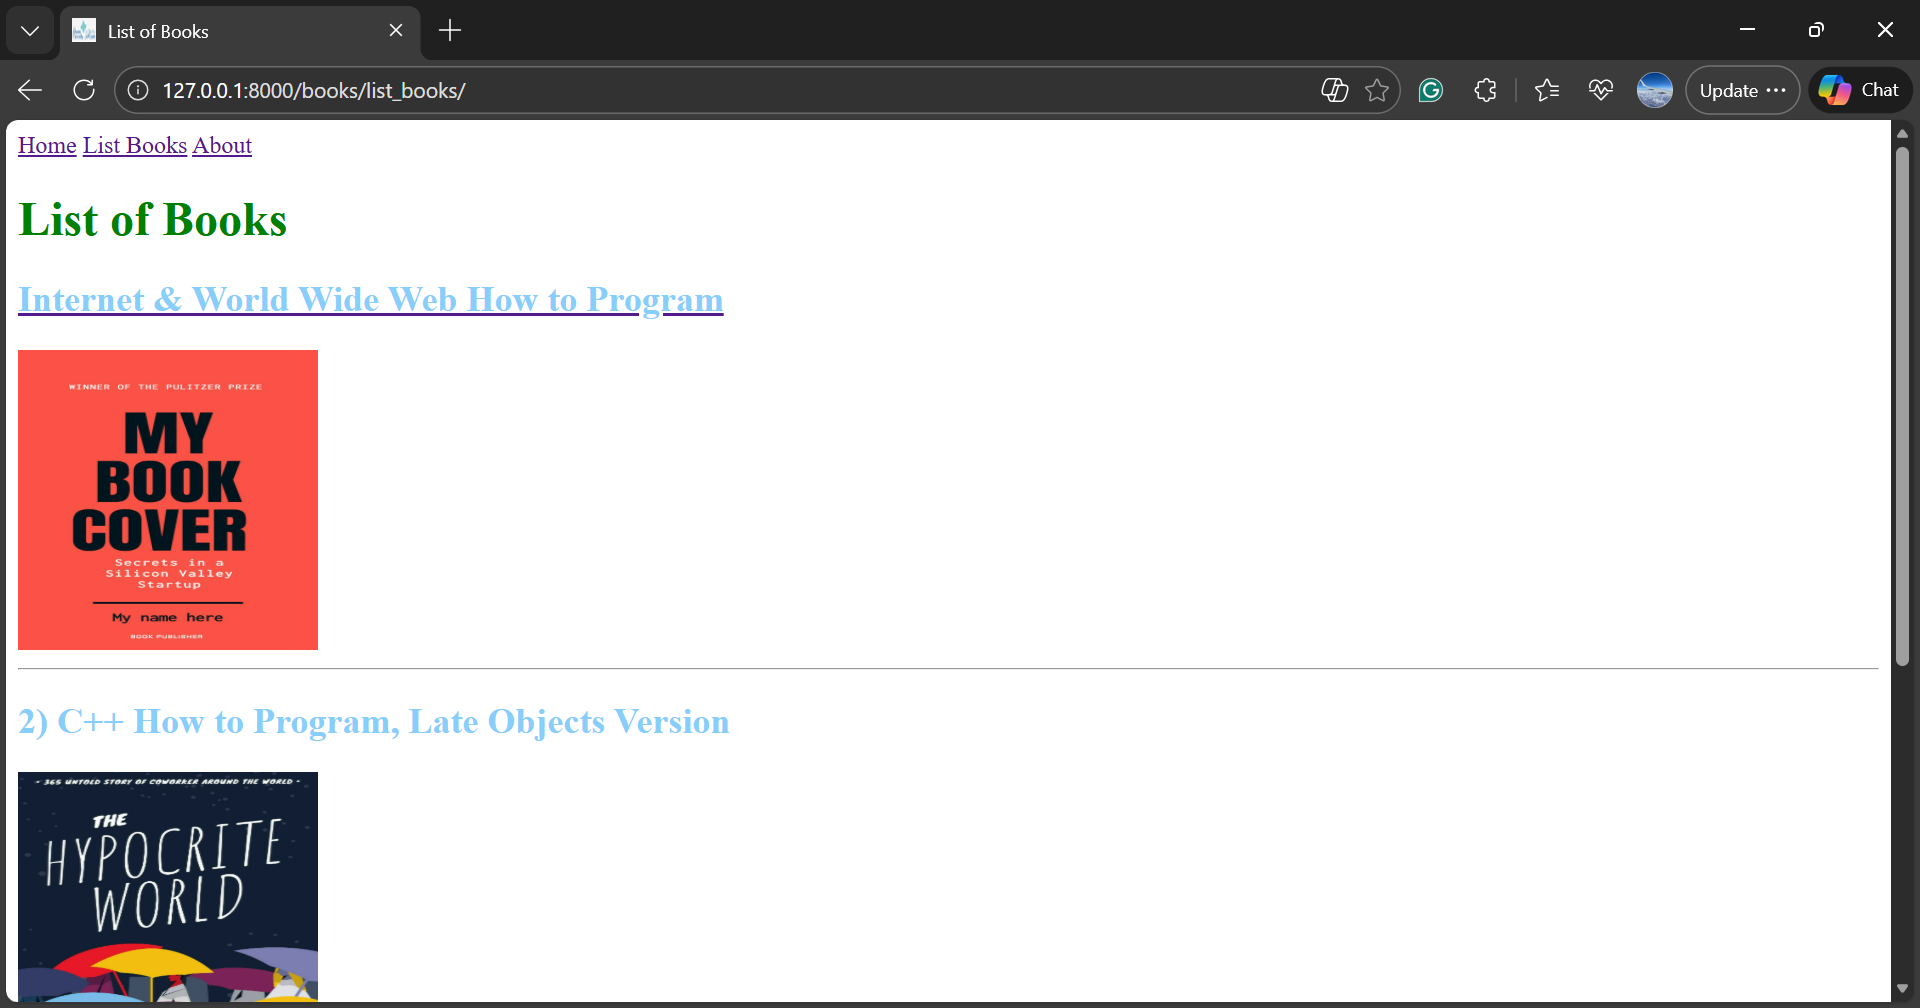 List of Books
127.0.0.1:8000/books/list_books/
Update
Chat
Home List Books About
List of Books
Internet & World Wide Web How to Program
WINNER OF THE PULITZER PRIZE
MY
BOOK
COVER
Secrets in a
Silicon Valley
Startup
My name here
BOOK PUBLISHER
2) C++ How to Program, Late Objects Version
- 365 UNTOLD STORY OF COWORKER AROUND THE WORLD -
THE
HYPOCRITE
WORLD